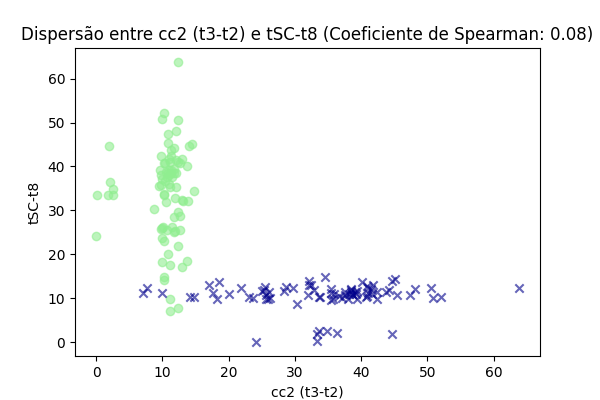 Dispersão entre cc2 (t3-t2) e tSC-t8 (Coeficiente de Spearman: 0.08)
60
50
40
30
20
10
0
tSC-t8
0 10 20 30 40 50 60
cc2 (t3-t2)